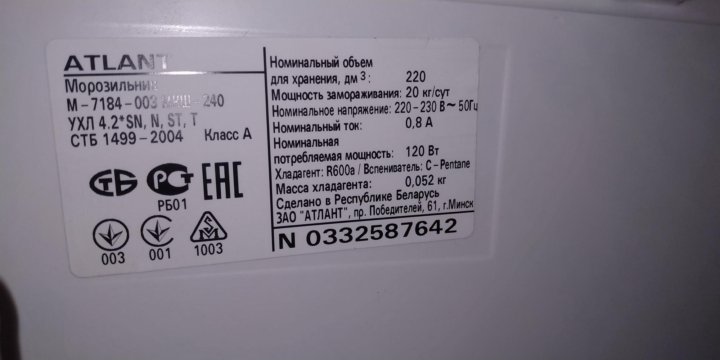 ATLANT
Морозильник
М-7184-003 МКШ-240
УХЛ 4.2*SN, N, ST, T
СТБ 1499-2004 Класс А
СТБ РСТ ЕАС
РБ01
003 001 1003
Номинальный объем
для хранения, дм³: 220
Мощность замораживания: 20 кг/сут
Номинальное напряжение: 220-230 В~50Гц
Номинальный ток: 0,8 А
Номинальная
потребляемая мощность: 120 Вт
Хладагент: R600a / Вспениватель: C-Pentane
Масса хладагента: 0,052 кг
Сделано в Республике Беларусь
ЗАО "АТЛАНТ", пр. Победителей, 61, г.Минск
N 0332587642